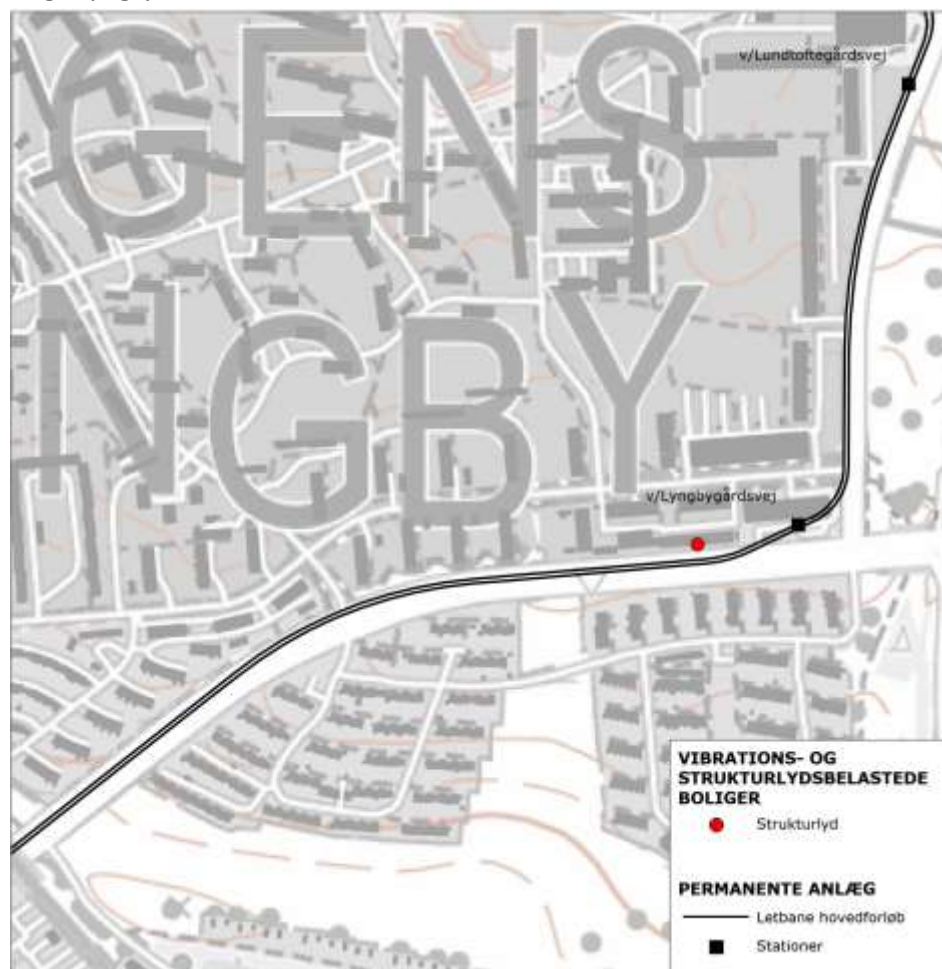 v/Lundtoftegårdsvej
GENS
NGBY
v/Lyngbygårdsvej
VIBRATIONS- OG
STRUKTURLYDSBELASTEDE
BOLIGER
Strukturlyd
PERMANENTE ANLÆG
Letbane hovedforløb
Stationer